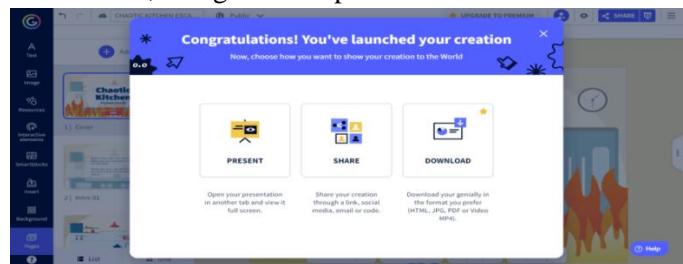 CHAOTIC KITCHEN ESCA...
Public
UPGRADE TO PREMIUM
SHARE
Text
Image
Resources
Interactive
elements
Smartblocks
Insert
Background
Pages
Chaotic
Kitchen
1 | Cover
2 | Intro 01
List
Congratulations! You've launched your creation
Now, choose how you want to show your creation to the World
PRESENT
Open your presentation
in another tab and view it
full screen.
SHARE
Share your creation
through a link, social
media, email or code.
DOWNLOAD
Download your genially in
the format you prefer
(HTML, JPG, PDF or Video
MP4).
Help